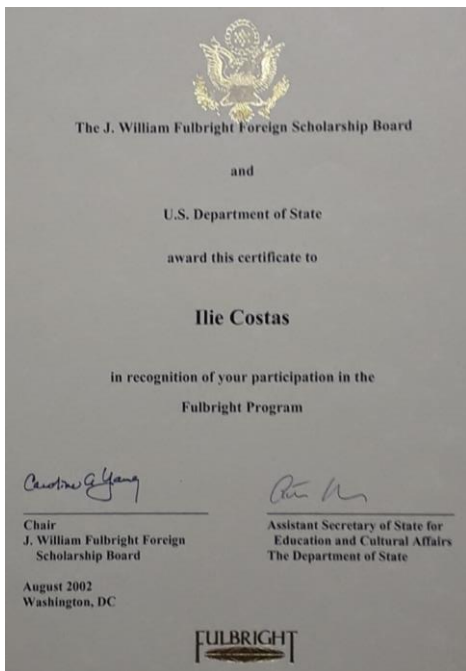 The J. William Fulbright Foreign Scholarship Board
and
U.S. Department of State
award this certificate to
Ilie Costas
in recognition of your participation in the
Fulbright Program
Caroline G. Yang
Chair
J. William Fulbright Foreign
Scholarship Board
August 2002
Washington, DC
Assistant Secretary of State for
Education and Cultural Affairs
The Department of State
FULBRIGHT